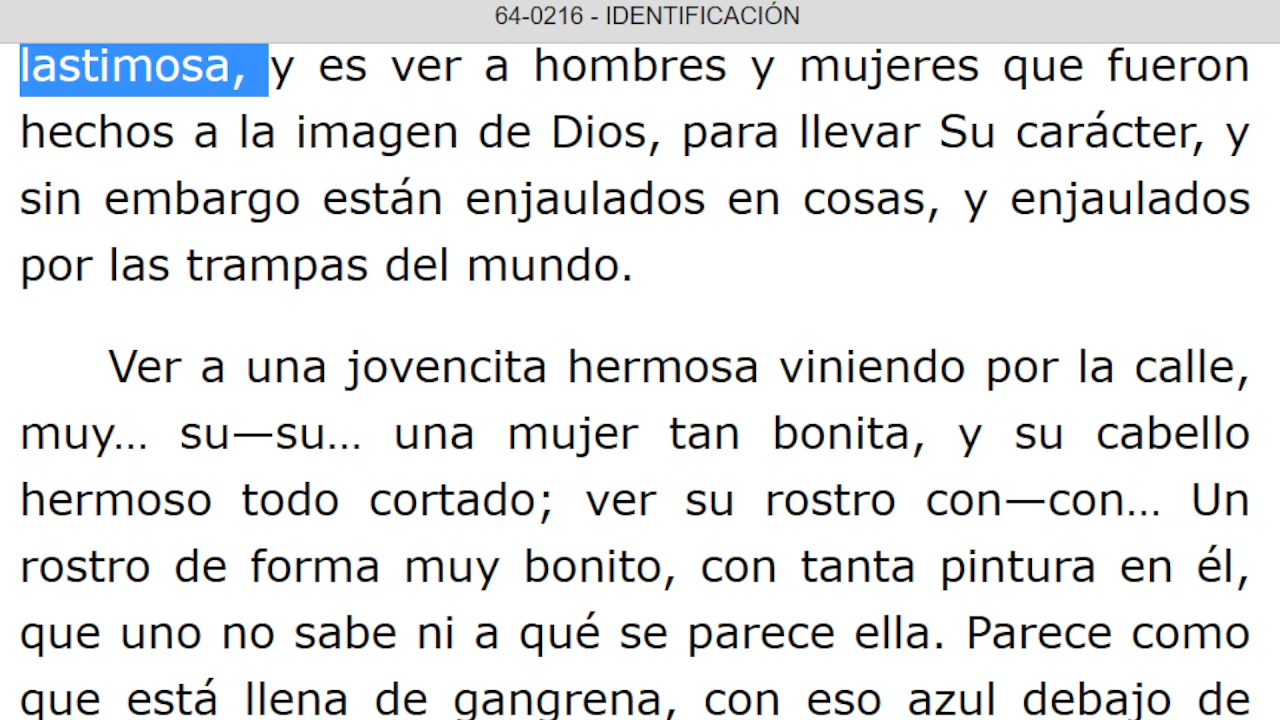 64-0216 - IDENTIFICACIÓN
lastimosa, y es ver a hombres y mujeres que fueron
hechos a la imagen de Dios, para llevar Su carácter, y
sin embargo están enjaulados en cosas, y enjaulados
por las trampas del mundo.
Ver a una jovencita hermosa viniendo por la calle,
muy… su—su… una mujer tan bonita, y su cabello
hermoso todo cortado; ver su rostro con—con… Un
rostro de forma muy bonito, con tanta pintura en él,
que uno no sabe ni a qué se parece ella. Parece como
que está llena de gangrena, con eso azul debajo de